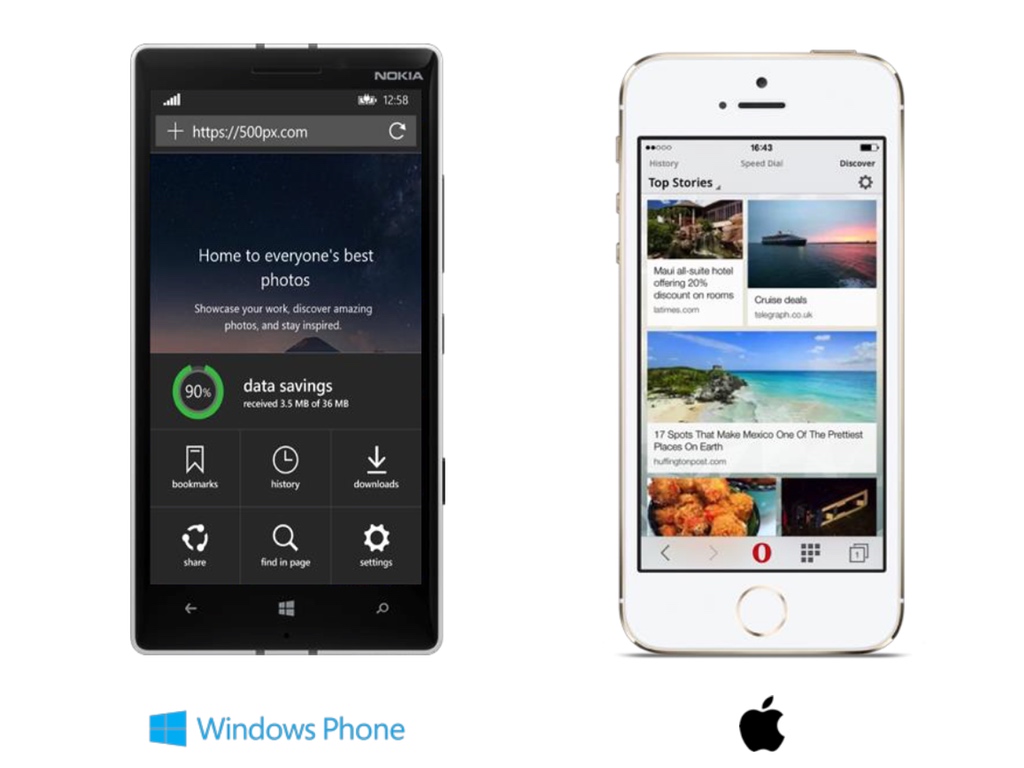 NOKIA
12:58
https://500px.com
Home to everyone's best
photos
Showcase your work, discover amazing
photos, and stay inspired.
90%
data savings
received 3.5 MB of 36 MB
bookmarks
history
downloads
share
find in page
settings
Windows Phone
16:43
History
Speed Dial
Discover
Top Stories
Maui all-suite hotel
offering 20%
discount on rooms
latimes.com
Cruise deals
telegraph.co.uk
17 Spots That Make Mexico One Of The Prettiest
Places On Earth
huffingtonpost.com
1